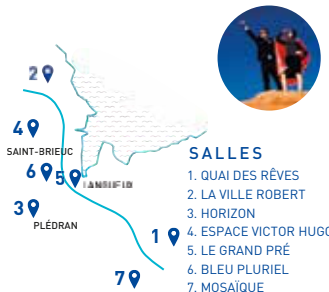 2
4
SAINT-BRIEUC
6
5
LANGUEUX
3
PLÉDRAN
1
7
SALLES
1. QUAI DES RÊVES
2. LA VILLE ROBERT
3. HORIZON
4. ESPACE VICTOR HUGO
5. LE GRAND PRÉ
6. BLEU PLURIEL
7. MOSAÏQUE